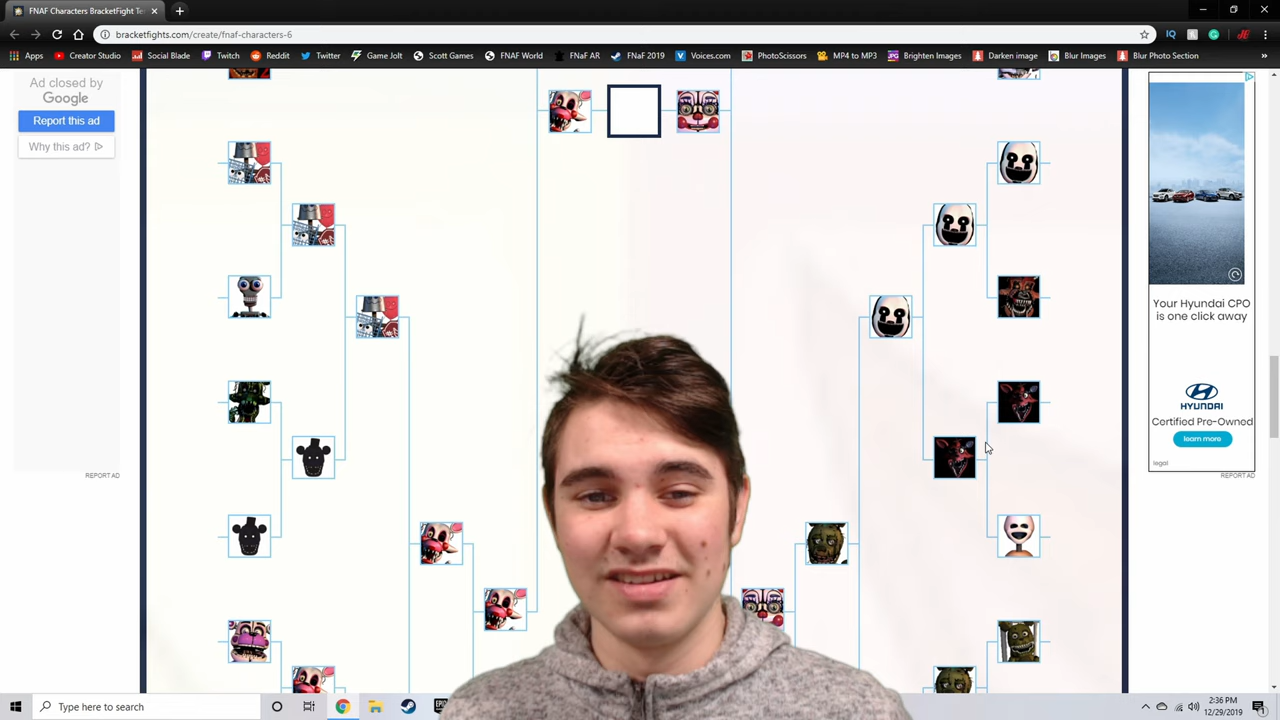 FNAF Characters BracketFight Te
bracketfights.com/create/fnaf-characters-6
Apps
Creator Studio
Social Blade
Twitch
Reddit
Twitter
Game Jolt
Scott Games
FNAF World
FNaF AR
FNaF 2019
Voices.com
PhotoScissors
MP4 to MP3
Brighten Images
Darken image
Blur Images
Blur Photo Section
Ad closed by
Google
Report this ad
Why this ad?
REPORT AD
Your Hyundai CPO
is one click away
HYUNDAI
Certified Pre-Owned
learn more
legal
REPORT AD
Type here to search
EPIC
2:36 PM
12/29/2019